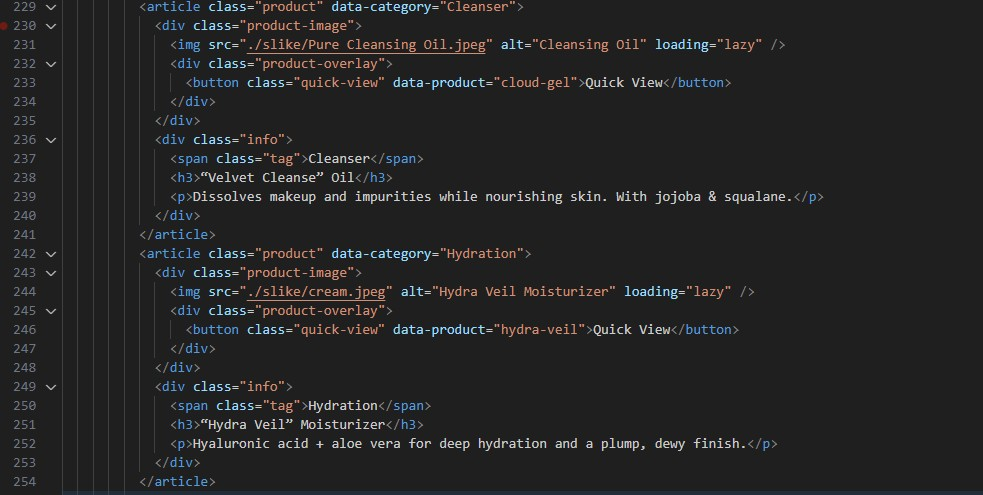 229 <article class="product" data-category="Cleanser">
230 <div class="product-image">
231 <img src="./slike/Pure Cleansing Oil.jpeg" alt="Cleansing Oil" loading="lazy" />
232 <div class="product-overlay">
233 <button class="quick-view" data-product="cloud-gel">Quick View</button>
234 </div>
235 </div>
236 <div class="info">
237 <span class="tag">Cleanser</span>
238 <h3>“Velvet Cleanse” Oil</h3>
239 <p>Dissolves makeup and impurities while nourishing skin. With jojoba & squalane.</p>
240 </div>
241 </article>
242 <article class="product" data-category="Hydration">
243 <div class="product-image">
244 <img src="./slike/cream.jpeg" alt="Hydra Veil Moisturizer" loading="lazy" />
245 <div class="product-overlay">
246 <button class="quick-view" data-product="hydra-veil">Quick View</button>
247 </div>
248 </div>
249 <div class="info">
250 <span class="tag">Hydration</span>
251 <h3>“Hydra Veil” Moisturizer</h3>
252 <p>Hyaluronic acid + aloe vera for deep hydration and a plump, dewy finish.</p>
253 </div>
254 </article>